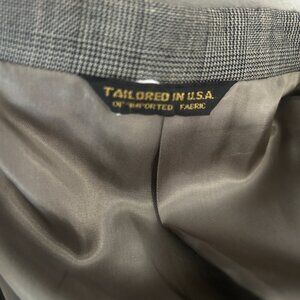 TAILORED IN U.S.A.
OF IMPORTED FABRIC